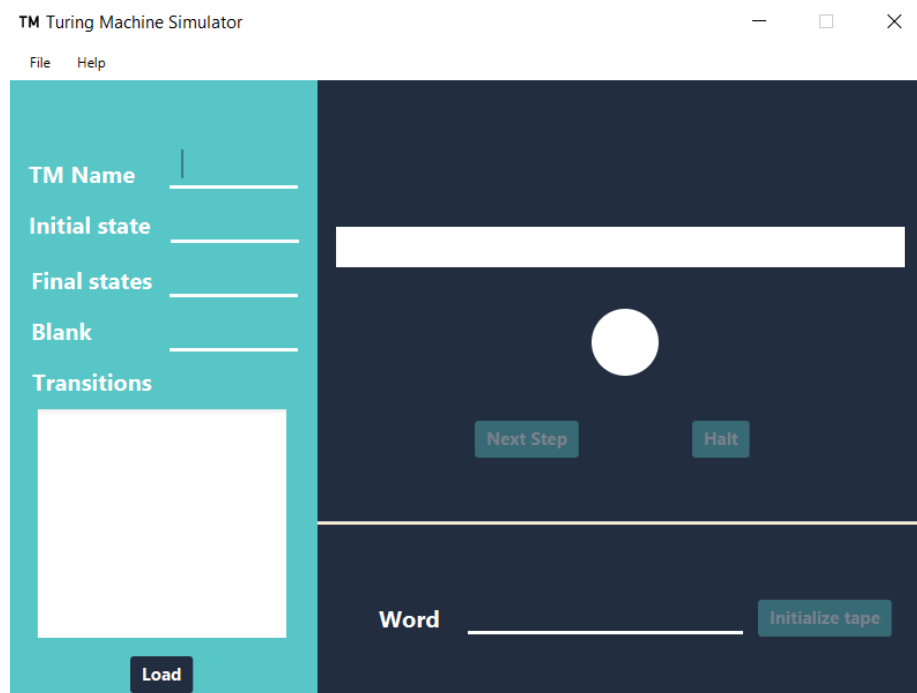 TM Turing Machine Simulator
File Help
TM Name
Initial state
Final states
Blank
Transitions
Load
Next Step Halt
Word Initialize tape